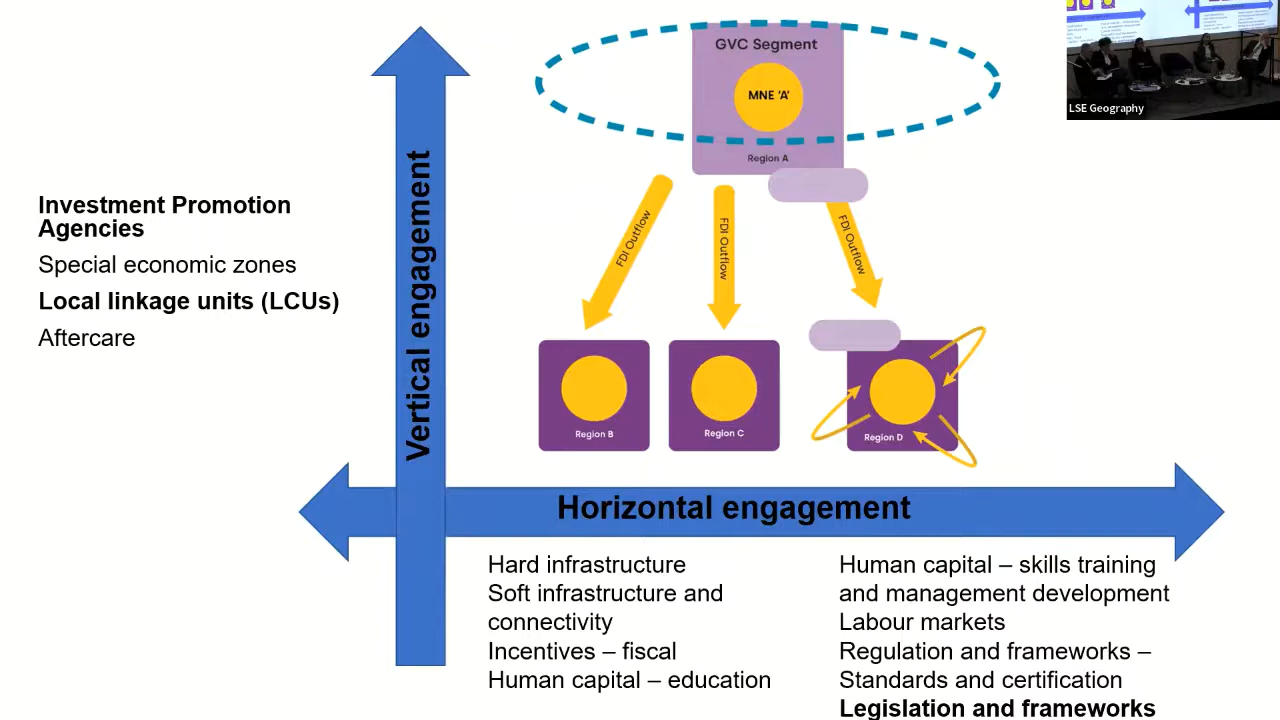 GVC Segment
MNE 'A'
Region A
LSE Geography
Investment Promotion
Agencies
Special economic zones
Local linkage units (LCUs)
Aftercare
Vertical engagement
FDI Outflow
FDI Outflow
FDI Outflow
Region B
Region C
Region D
Horizontal engagement
Hard infrastructure
Soft infrastructure and
connectivity
Incentives – fiscal
Human capital – education
Human capital – skills training
and management development
Labour markets
Regulation and frameworks –
Standards and certification
Legislation and frameworks